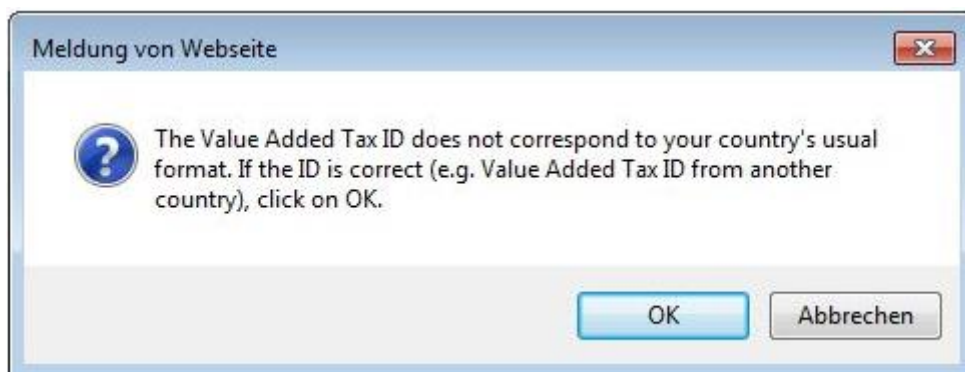 Meldung von Webseite
The Value Added Tax ID does not correspond to your country's usual
format. If the ID is correct (e.g. Value Added Tax ID from another
country), click on OK.
OK
Abbrechen